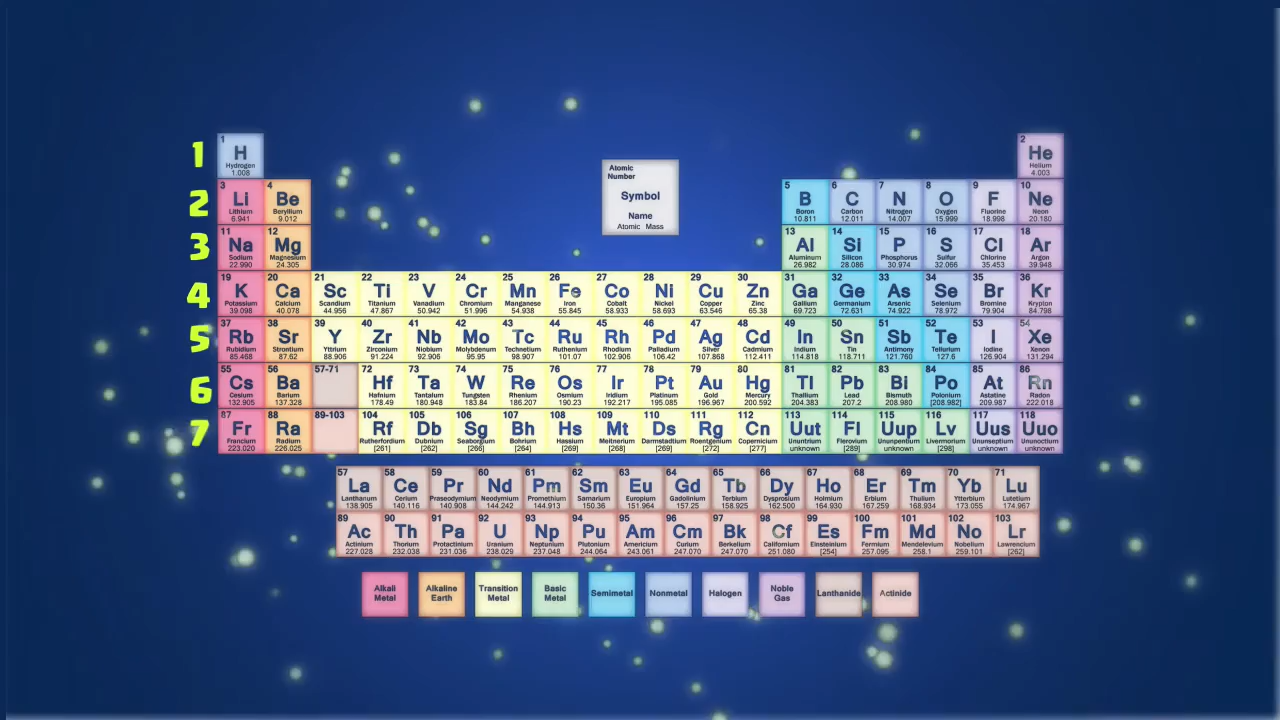 1
1
H
Hydrogen
1.008
2
He
Helium
4.003
Atomic
Number
Symbol
Name
Atomic Mass
2
3
Li
Lithium
6.941
4
Be
Beryllium
9.012
5
B
Boron
10.811
6
C
Carbon
12.011
7
N
Nitrogen
14.007
8
O
Oxygen
15.999
9
F
Fluorine
18.998
10
Ne
Neon
20.180
3
11
Na
Sodium
22.990
12
Mg
Magnesium
24.305
13
Al
Aluminum
26.982
14
Si
Silicon
28.086
15
P
Phosphorus
30.974
16
S
Sulfur
32.066
17
Cl
Chlorine
35.453
18
Ar
Argon
39.948
4
19
K
Potassium
39.098
20
Ca
Calcium
40.078
21
Sc
Scandium
44.956
22
Ti
Titanium
47.867
23
V
Vanadium
50.942
24
Cr
Chromium
51.996
25
Mn
Manganese
54.938
26
Fe
Iron
55.845
27
Co
Cobalt
58.933
28
Ni
Nickel
58.693
29
Cu
Copper
63.546
30
Zn
Zinc
65.38
31
Ga
Gallium
69.723
32
Ge
Germanium
72.631
33
As
Arsenic
74.922
34
Se
Selenium
78.972
35
Br
Bromine
79.904
36
Kr
Krypton
84.798
5
37
Rb
Rubidium
85.468
38
Sr
Strontium
87.62
39
Y
Yttrium
88.906
40
Zr
Zirconium
91.224
41
Nb
Niobium
92.906
42
Mo
Molybdenum
95.95
43
Tc
Technetium
98.907
44
Ru
Ruthenium
101.07
45
Rh
Rhodium
102.906
46
Pd
Palladium
106.42
47
Ag
Silver
107.868
48
Cd
Cadmium
112.411
49
In
Indium
114.818
50
Sn
Tin
118.711
51
Sb
Antimony
121.760
52
Te
Tellurium
127.6
53
I
Iodine
126.904
54
Xe
Xenon
131.294
6
55
Cs
Cesium
132.905
56
Ba
Barium
137.328
57-71
72
Hf
Hafnium
178.49
73
Ta
Tantalum
180.948
74
W
Tungsten
183.84
75
Re
Rhenium
186.207
76
Os
Osmium
190.23
77
Ir
Iridium
192.217
78
Pt
Platinum
195.085
79
Au
Gold
196.967
80
Hg
Mercury
200.592
81
Tl
Thallium
204.383
82
Pb
Lead
207.2
83
Bi
Bismuth
208.980
84
Po
Polonium
[208.982]
85
At
Astatine
209.987
86
Rn
Radon
222.018
7
87
Fr
Francium
223.020
88
Ra
Radium
226.025
89-103
104
Rf
Rutherfordium
[261]
105
Db
Dubnium
[262]
106
Sg
Seaborgium
[266]
107
Bh
Bohrium
[264]
108
Hs
Hassium
[269]
109
Mt
Meitnerium
[268]
110
Ds
Darmstadtium
[269]
111
Rg
Roentgenium
[272]
112
Cn
Copernicium
[277]
113
Uut
Ununtrium
unknown
114
Fl
Flerovium
[289]
115
Uup
Ununpentium
unknown
116
Lv
Livermorium
[298]
117
Uus
Ununseptium
unknown
118
Uuo
Ununoctium
unknown
57
La
Lanthanum
138.905
58
Ce
Cerium
140.116
59
Pr
Praseodymium
140.908
60
Nd
Neodymium
144.242
61
Pm
Promethium
144.913
62
Sm
Samarium
150.36
63
Eu
Europium
151.964
64
Gd
Gadolinium
157.25
65
Tb
Terbium
158.925
66
Dy
Dysprosium
162.500
67
Ho
Holmium
164.930
68
Er
Erbium
167.259
69
Tm
Thulium
168.934
70
Yb
Ytterbium
173.055
71
Lu
Lutetium
174.967
89
Ac
Actinium
227.028
90
Th
Thorium
232.038
91
Pa
Protactinium
231.036
92
U
Uranium
238.029
93
Np
Neptunium
237.048
94
Pu
Plutonium
244.064
95
Am
Americium
243.061
96
Cm
Curium
247.070
97
Bk
Berkelium
247.070
98
Cf
Californium
251.080
99
Es
Einsteinium
[254]
100
Fm
Fermium
257.095
101
Md
Mendelevium
258.1
102
No
Nobelium
259.101
103
Lr
Lawrencium
[262]
Alkali
Metal
Alkaline
Earth
Transition
Metal
Basic
Metal
Semimetal
Nonmetal
Halogen
Noble
Gas
Lanthanide
Actinide